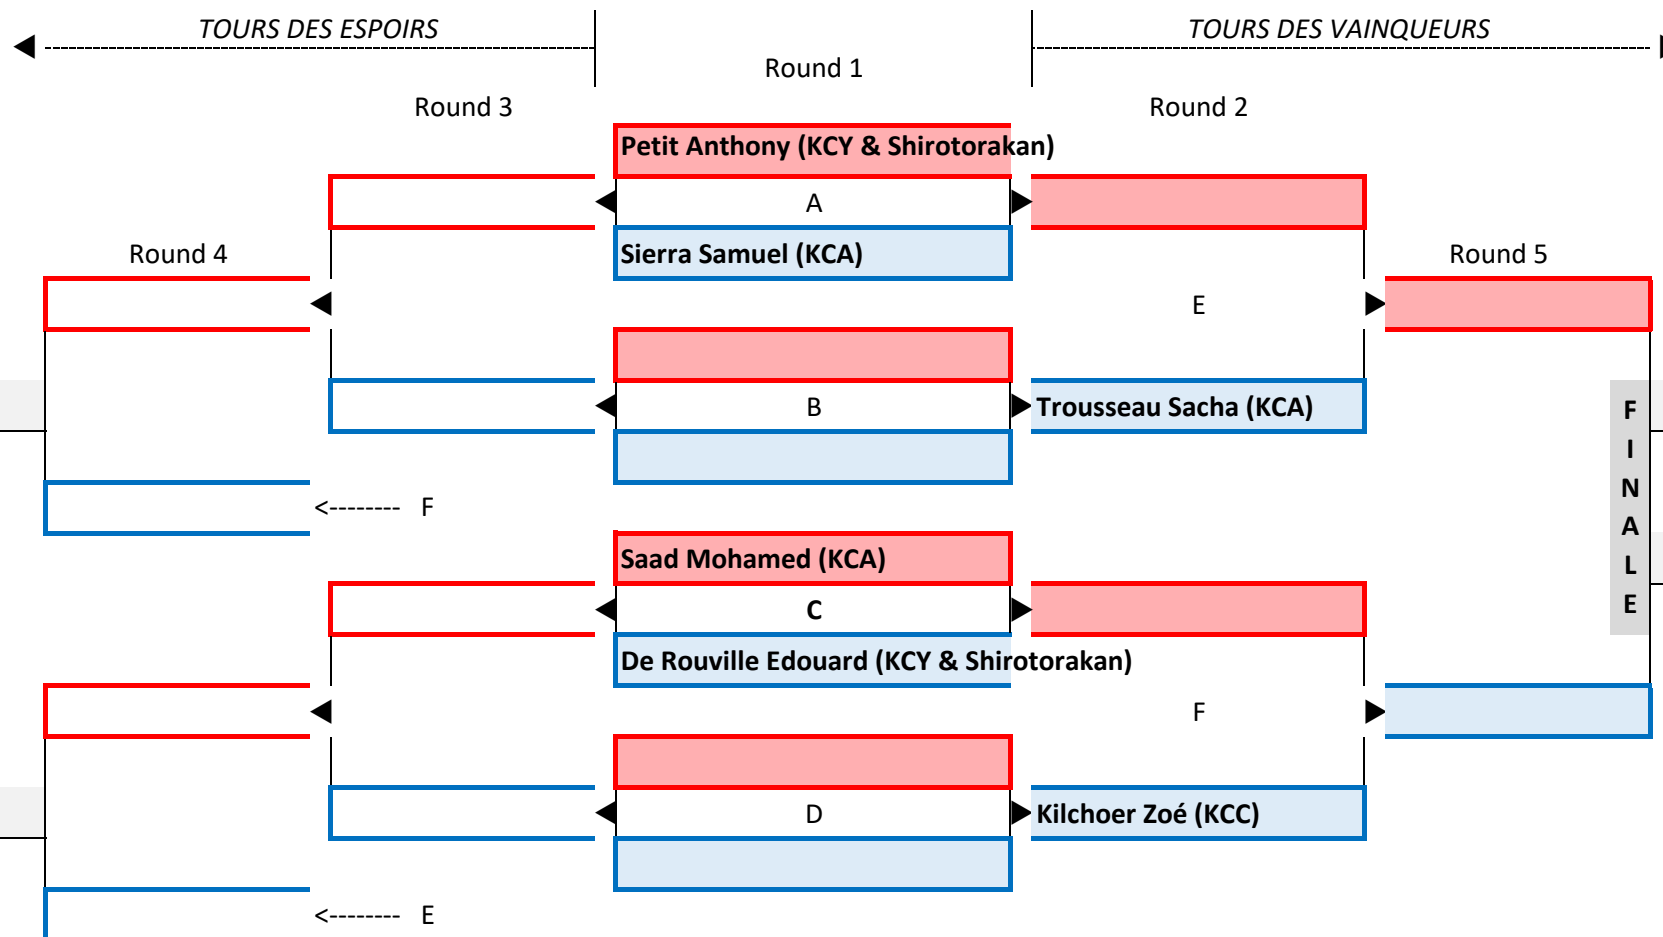 TOURS DES ESPOIRS
TOURS DES VAINQUEURS
Round 1
Round 3
Round 2
Petit Anthony (KCY & Shirotorakan)
A
Sierra Samuel (KCA)
Round 4
Round 5
E
B
Trousseau Sacha (KCA)
FINALE
<-------- F
Saad Mohamed (KCA)
C
De Rouville Edouard (KCY & Shirotorakan)
F
D
Kilchoer Zoé (KCC)
<-------- E